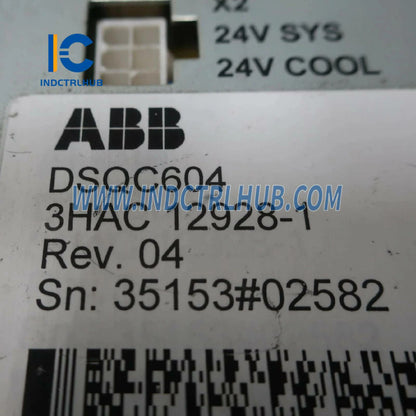 IC
INDCTRLHUB
X2
24V SYS
24V COOL
ABB
DSQC604
WWW.INDCTRLHUB.COM
3HAC 12928-1
Rev. 04
Sn: 35153#02582